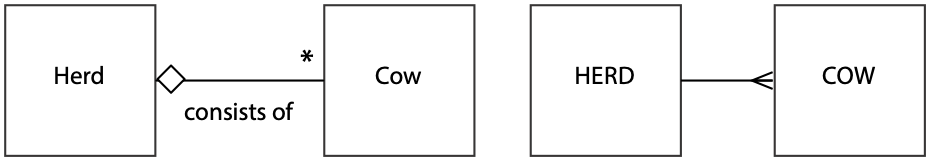 Herd
*
Cow
consists of
HERD
COW